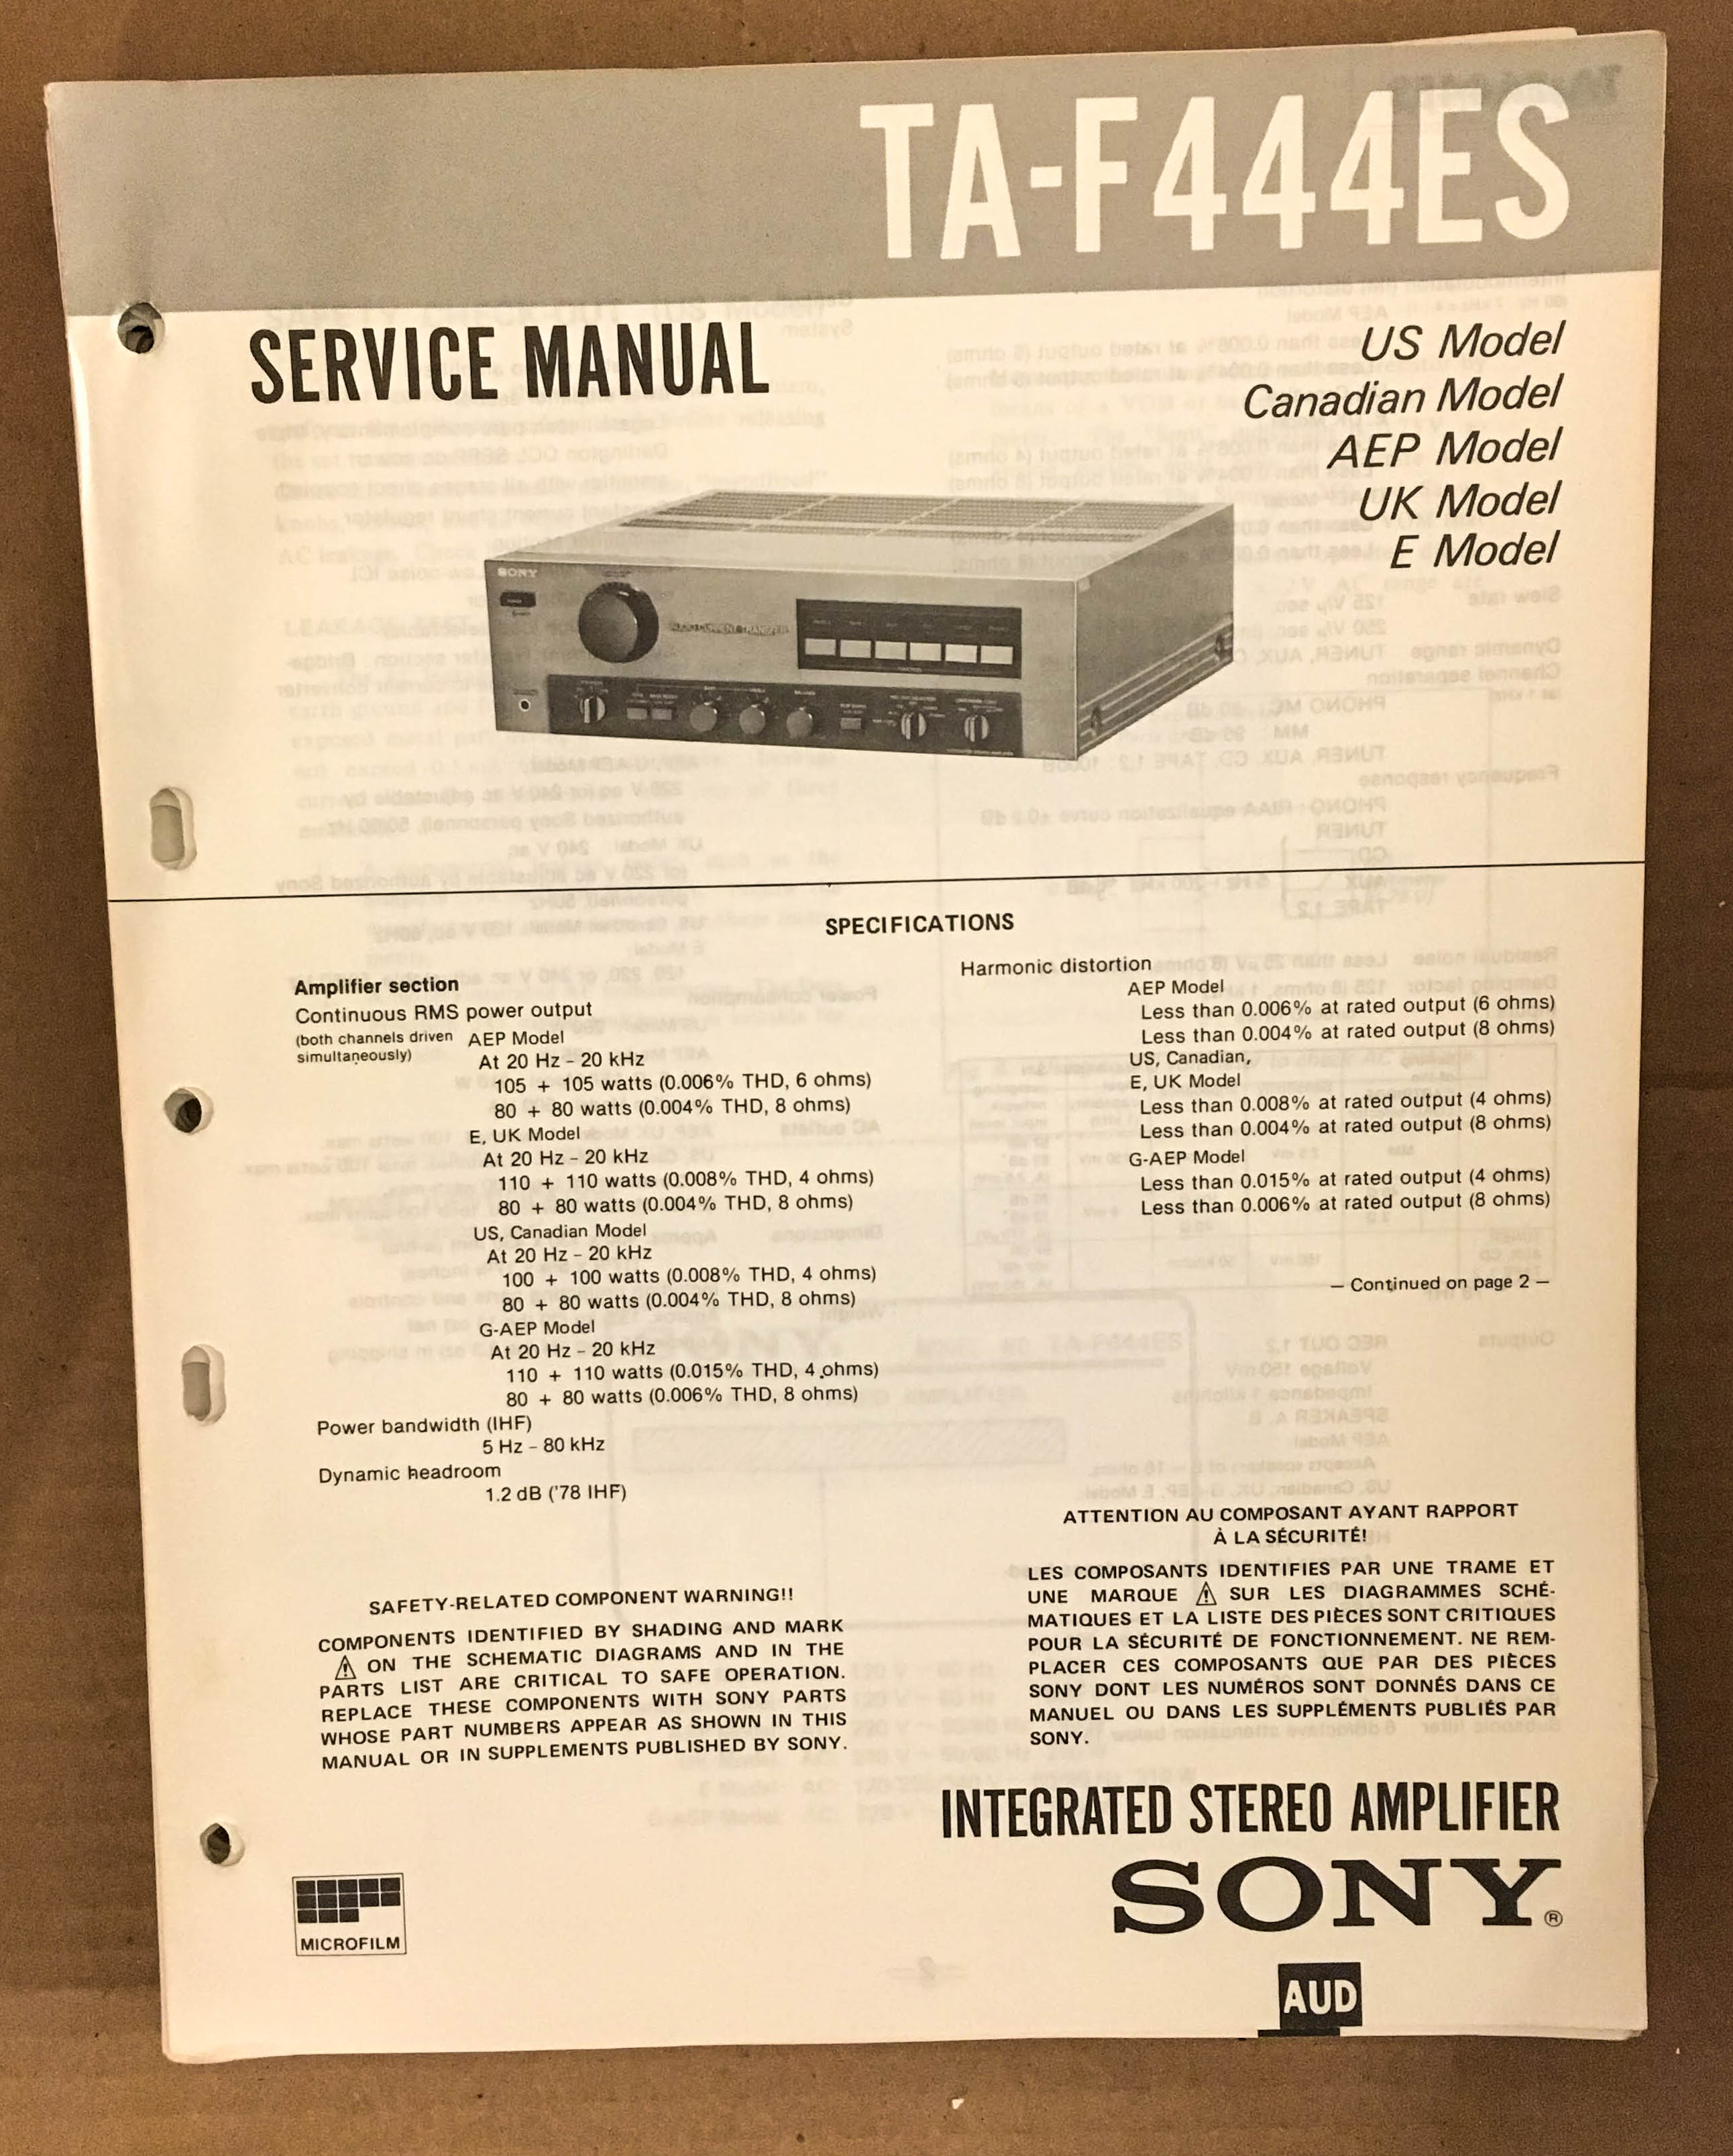 TA-F444ES
SERVICE MANUAL
US Model
Canadian Model
AEP Model
UK Model
E Model
SONY
AUDIO CURRENT TRANSFER
SPECIFICATIONS
Amplifier section
Continuous RMS power output
(both channels driven
simultaneously)
AEP Model
At 20 Hz – 20 kHz
105 + 105 watts (0.006% THD, 6 ohms)
80 + 80 watts (0.004% THD, 8 ohms)
E, UK Model
At 20 Hz – 20 kHz
110 + 110 watts (0.008% THD, 4 ohms)
80 + 80 watts (0.004% THD, 8 ohms)
US, Canadian Model
At 20 Hz – 20 kHz
100 + 100 watts (0.008% THD, 4 ohms)
80 + 80 watts (0.004% THD, 8 ohms)
G-AEP Model
At 20 Hz – 20 kHz
110 + 110 watts (0.015% THD, 4 ohms)
80 + 80 watts (0.006% THD, 8 ohms)
Power bandwidth (IHF)
5 Hz – 80 kHz
Dynamic headroom
1.2 dB ('78 IHF)
Harmonic distortion
AEP Model
Less than 0.006% at rated output (6 ohms)
Less than 0.004% at rated output (8 ohms)
US, Canadian,
E, UK Model
Less than 0.008% at rated output (4 ohms)
Less than 0.004% at rated output (8 ohms)
G-AEP Model
Less than 0.015% at rated output (4 ohms)
Less than 0.006% at rated output (8 ohms)
— Continued on page 2 —
SAFETY-RELATED COMPONENT WARNING!!
COMPONENTS IDENTIFIED BY SHADING AND MARK
⚠ ON THE SCHEMATIC DIAGRAMS AND IN THE
PARTS LIST ARE CRITICAL TO SAFE OPERATION.
REPLACE THESE COMPONENTS WITH SONY PARTS
WHOSE PART NUMBERS APPEAR AS SHOWN IN THIS
MANUAL OR IN SUPPLEMENTS PUBLISHED BY SONY.
ATTENTION AU COMPOSANT AYANT RAPPORT
À LA SÉCURITÉ!
LES COMPOSANTS IDENTIFIES PAR UNE TRAME ET
UNE MARQUE ⚠ SUR LES DIAGRAMMES SCHÉ-
MATIQUES ET LA LISTE DES PIÈCES SONT CRITIQUES
POUR LA SÉCURITÉ DE FONCTIONNEMENT. NE REM-
PLACER CES COMPOSANTS QUE PAR DES PIÈCES
SONY DONT LES NUMÉROS SONT DONNÉS DANS CE
MANUEL OU DANS LES SUPPLÉMENTS PUBLIÉS PAR
SONY.
INTEGRATED STEREO AMPLIFIER
SONY®
MICROFILM
AUD